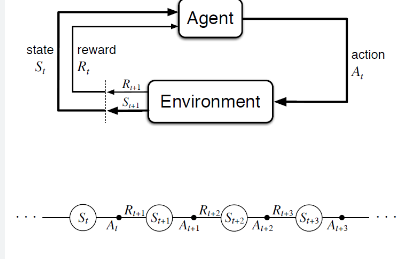 Agent
state
S_t
reward
R_t
action
A_t
R_{t+1}
S_{t+1}
Environment
. . . S_t A_t R_{t+1} S_{t+1} A_{t+1} R_{t+2} S_{t+2} A_{t+2} R_{t+3} S_{t+3} A_{t+3} . . .